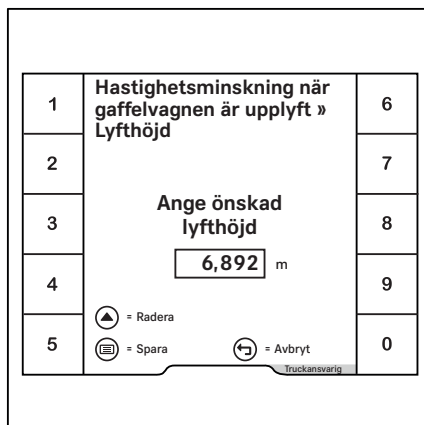 Hastighetsminskning när
gaffelvagnen är upplyft »
Lyfthöjd
1
2
3
4
5
Ange önskad
lyfthöjd
6,892 m
= Radera
= Spara
= Avbryt
Truckansvarig
6
7
8
9
0